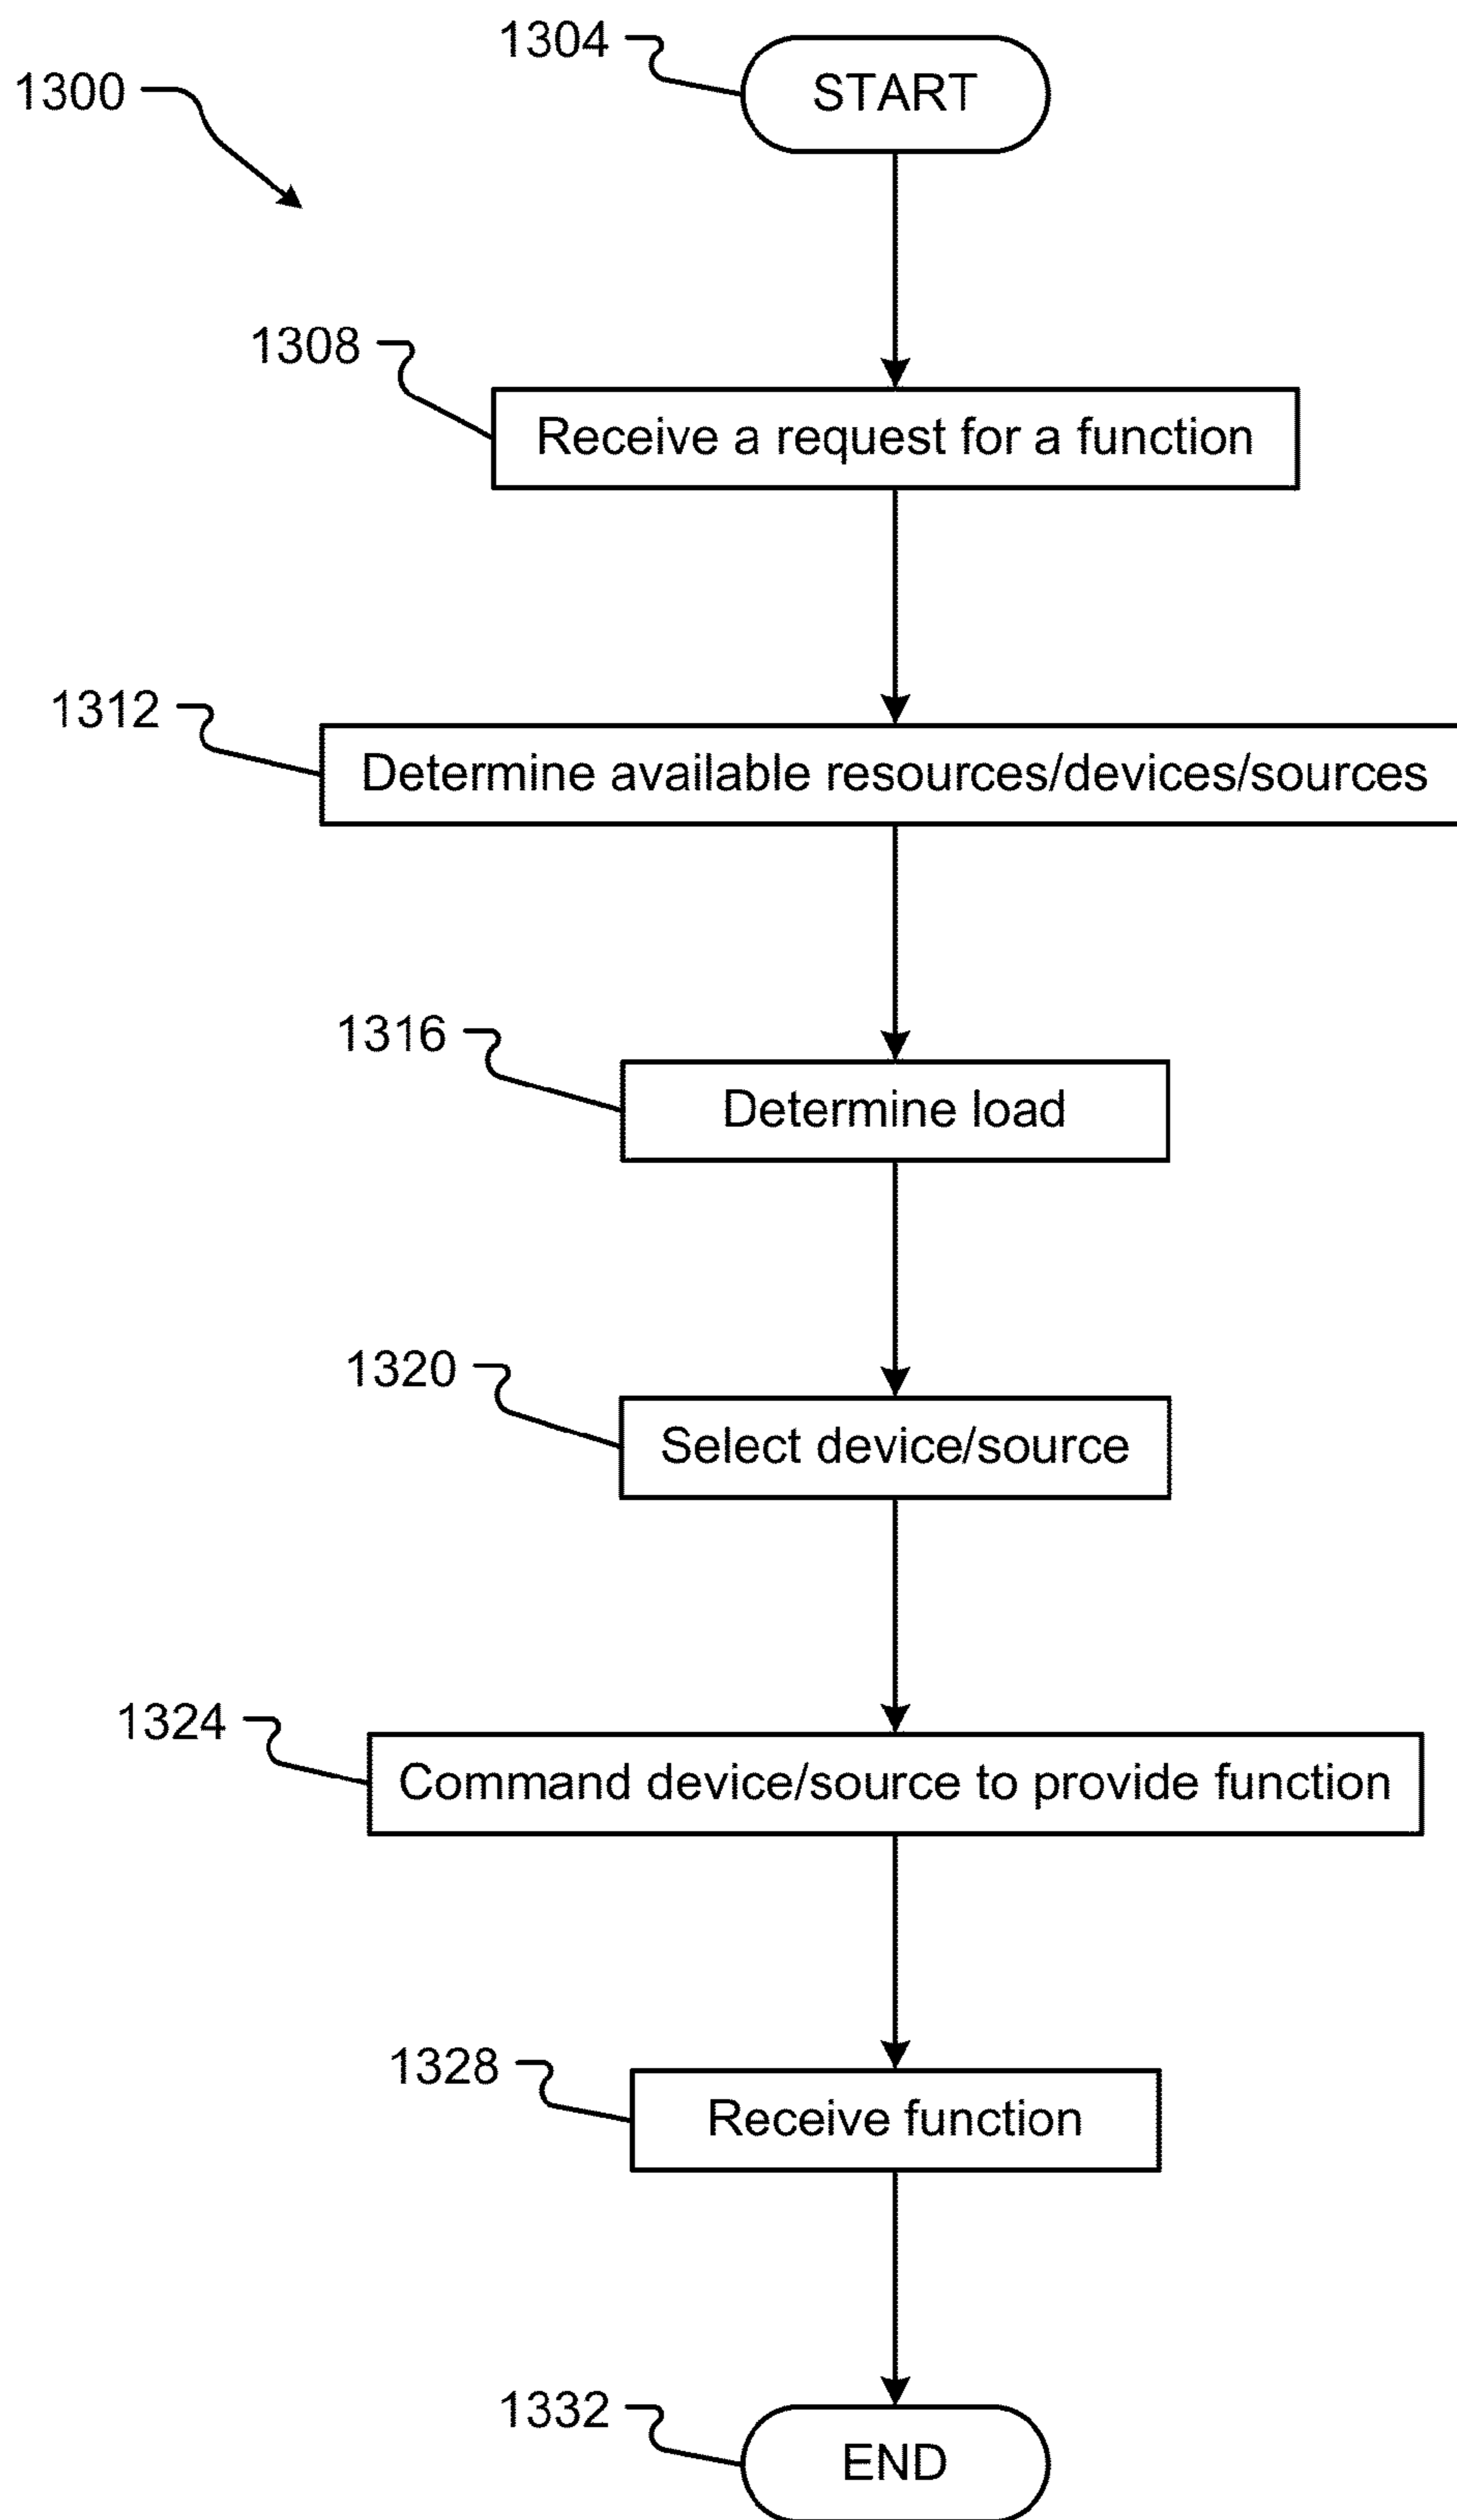 1304
START
1300
1308
Receive a request for a function
1312
Determine available resources/devices/sources
1316
Determine load
1320
Select device/source
1324
Command device/source to provide function
1328
Receive function
1332
END